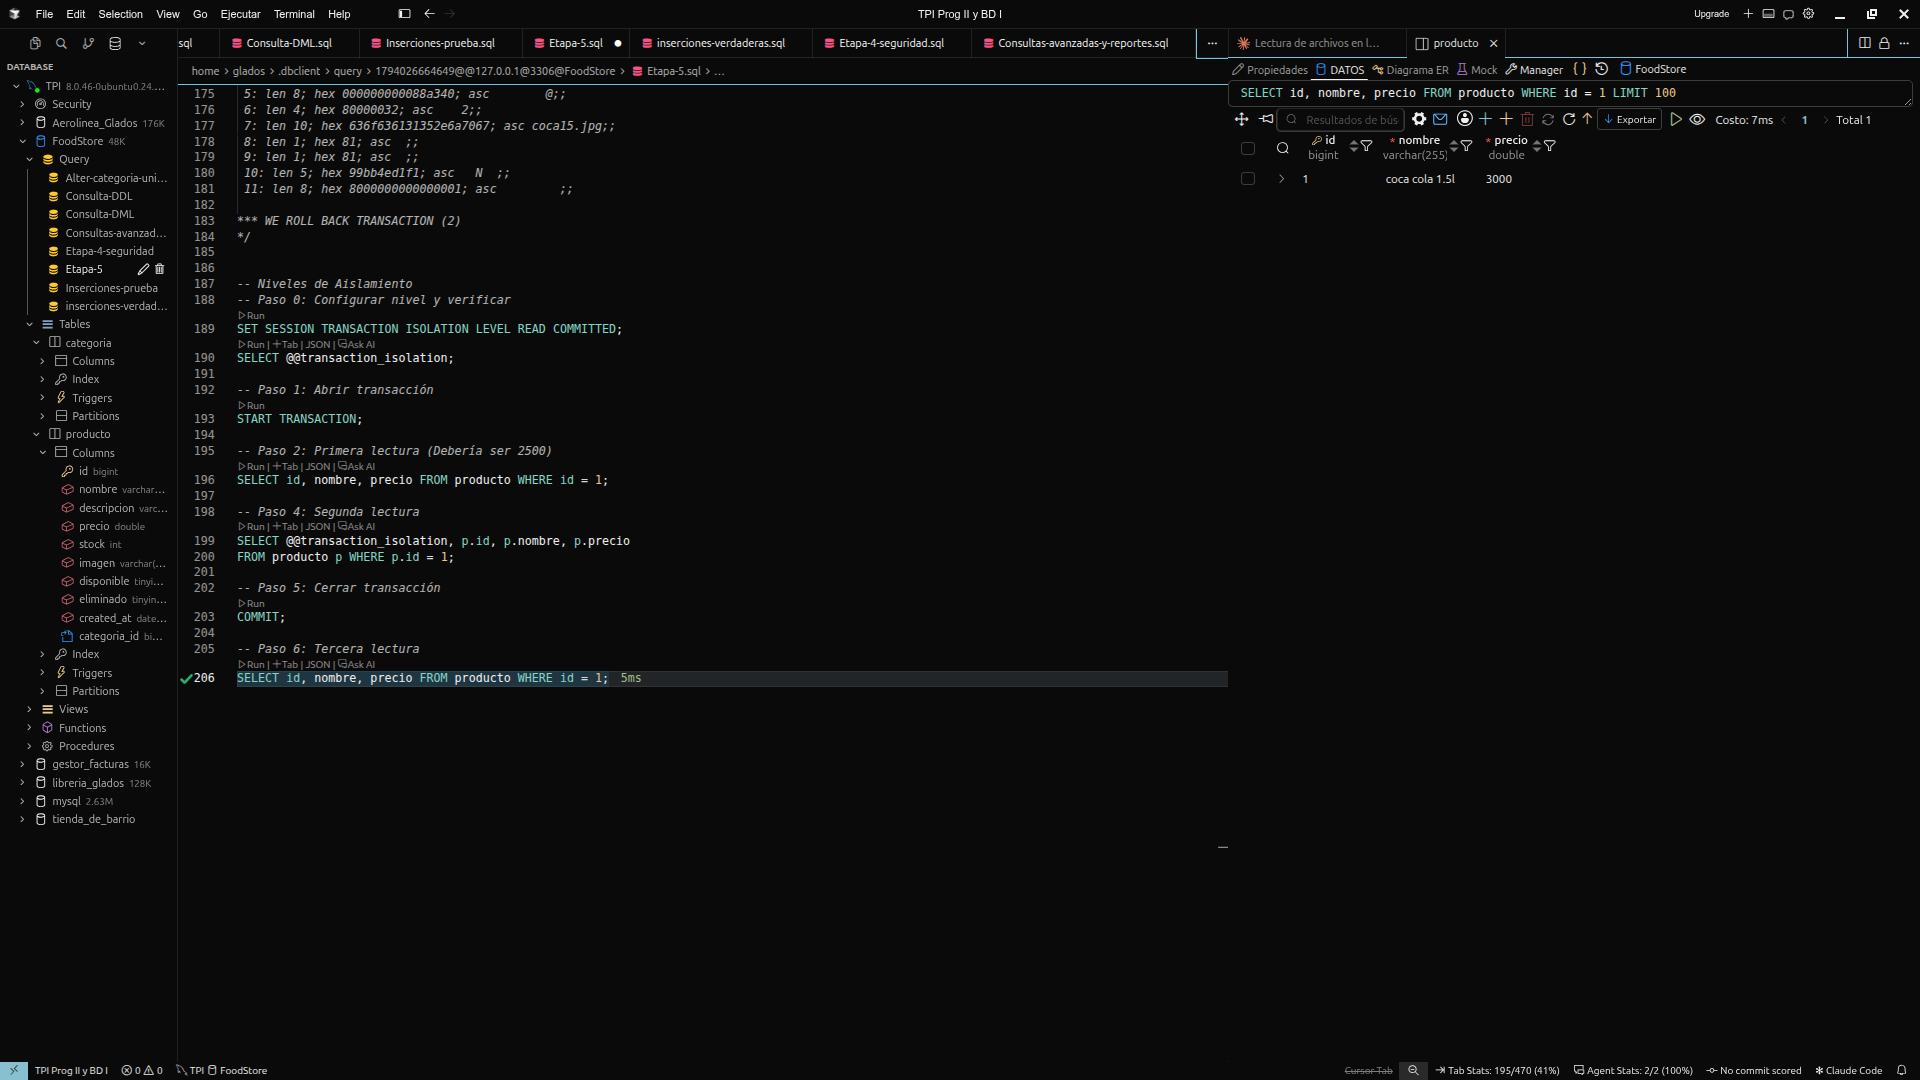 File Edit Selection View Go Ejecutar Terminal Help
TPI Prog II y BD I
Upgrade
sql
Consulta-DML.sql
Inserciones-prueba.sql
Etapa-5.sql
inserciones-verdaderas.sql
Etapa-4-seguridad.sql
Consultas-avanzadas-y-reportes.sql
Lectura de archivos en l...
producto
DATABASE
TPI 8.0.46-0ubuntu0.24....
Security
Aerolinea_Glados 176K
FoodStore 48K
Query
Alter-categoria-uni...
Consulta-DDL
Consulta-DML
Consultas-avanzad...
Etapa-4-seguridad
Etapa-5
Inserciones-prueba
inserciones-verdad...
Tables
categoria
Columns
Index
Triggers
Partitions
producto
Columns
id bigint
nombre varchar...
descripcion varc...
precio double
stock int
imagen varchar(...
disponible tinyi...
eliminado tinyin...
created_at date...
categoria_id bi...
Index
Triggers
Partitions
Views
Functions
Procedures
gestor_facturas 16K
libreria_glados 128K
mysql 2.63M
tienda_de_barrio
home > glados > .dbclient > query > 1794026664649@@127.0.0.1@3306@FoodStore > Etapa-5.sql > ...
175 5: len 8; hex 000000000088a340; asc        @;;
176 6: len 4; hex 80000032; asc    2;;
177 7: len 10; hex 636f636131352e6a7067; asc coca15.jpg;;
178 8: len 1; hex 81; asc  ;;
179 9: len 1; hex 81; asc  ;;
180 10: len 5; hex 99bb4ed1f1; asc   N  ;;
181 11: len 8; hex 8000000000000001; asc         ;;
182
183 *** WE ROLL BACK TRANSACTION (2)
184 */
185
186
187 -- Niveles de Aislamiento
188 -- Paso 0: Configurar nivel y verificar
Run
189 SET SESSION TRANSACTION ISOLATION LEVEL READ COMMITTED;
Run | Tab | JSON | Ask AI
190 SELECT @@transaction_isolation;
191
192 -- Paso 1: Abrir transacción
Run
193 START TRANSACTION;
194
195 -- Paso 2: Primera lectura (Debería ser 2500)
Run | Tab | JSON | Ask AI
196 SELECT id, nombre, precio FROM producto WHERE id = 1;
197
198 -- Paso 4: Segunda lectura
Run | Tab | JSON | Ask AI
199 SELECT @@transaction_isolation, p.id, p.nombre, p.precio
200 FROM producto p WHERE p.id = 1;
201
202 -- Paso 5: Cerrar transacción
Run
203 COMMIT;
204
205 -- Paso 6: Tercera lectura
Run | Tab | JSON | Ask AI
206 SELECT id, nombre, precio FROM producto WHERE id = 1; 5ms
Propiedades DATOS Diagrama ER Mock Manager { } FoodStore
SELECT id, nombre, precio FROM producto WHERE id = 1 LIMIT 100
Resultados de bús Exportar Costo: 7ms < 1 > Total 1
id * nombre * precio
bigint varchar(255) double
1 coca cola 1.5l 3000
TPI Prog II y BD I 0 0 TPI FoodStore
Cursor Tab Tab Stats: 195/470 (41%) Agent Stats: 2/2 (100%) No commit scored Claude Code